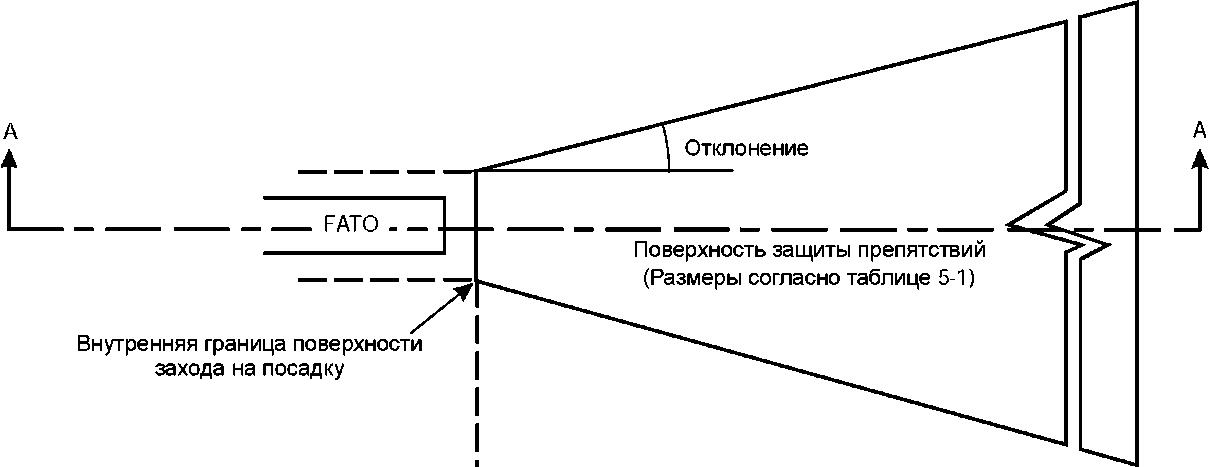 A
A
Отклонение
FATO
Поверхность защиты препятствий
(Размеры согласно таблице 5-1)
Внутренняя граница поверхности
захода на посадку